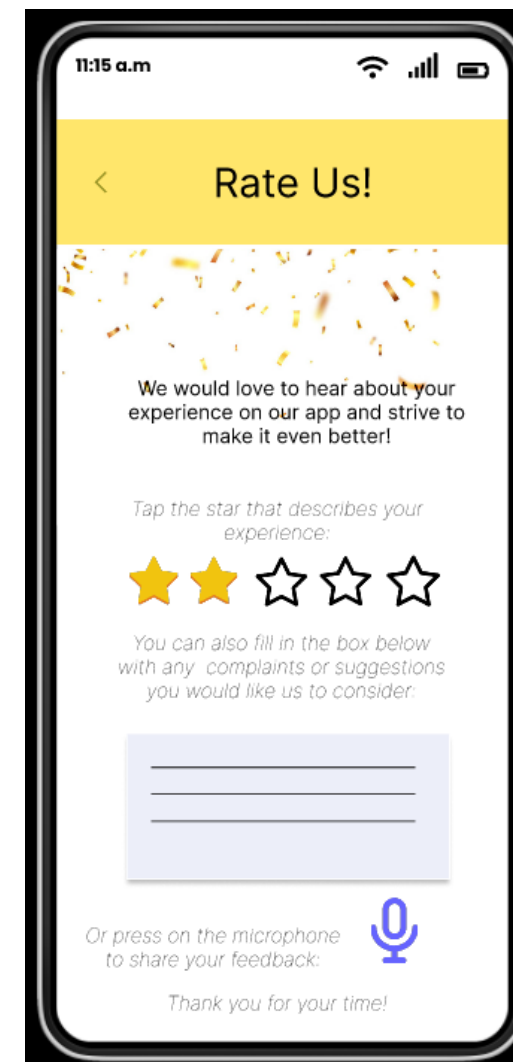 11:15 a.m
Rate Us!
We would love to hear about your
experience on our app and strive to
make it even better!
Tap the star that describes your
experience:
You can also fill in the box below
with any complaints or suggestions
you would like us to consider:
Or press on the microphone
to share your feedback:
Thank you for your time!